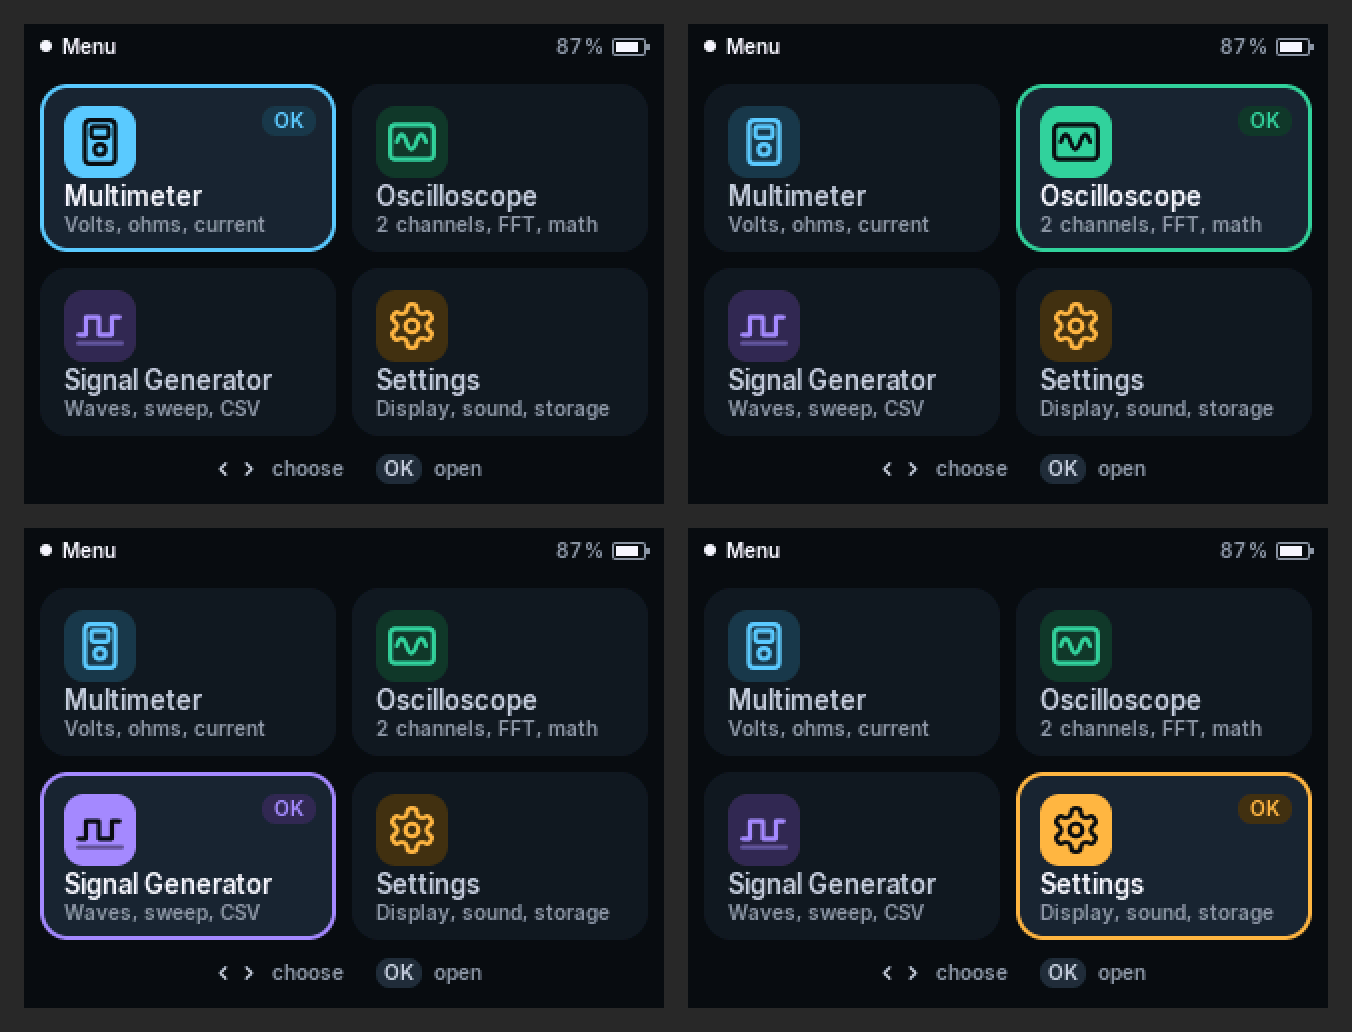 Menu 87%
OK
Multimeter
Volts, ohms, current
Oscilloscope
2 channels, FFT, math
Signal Generator
Waves, sweep, CSV
Settings
Display, sound, storage
‹ › choose OK open
Menu 87%
Multimeter
Volts, ohms, current
OK
Oscilloscope
2 channels, FFT, math
Signal Generator
Waves, sweep, CSV
Settings
Display, sound, storage
‹ › choose OK open
Menu 87%
Multimeter
Volts, ohms, current
Oscilloscope
2 channels, FFT, math
OK
Signal Generator
Waves, sweep, CSV
Settings
Display, sound, storage
‹ › choose OK open
Menu 87%
Multimeter
Volts, ohms, current
Oscilloscope
2 channels, FFT, math
Signal Generator
Waves, sweep, CSV
OK
Settings
Display, sound, storage
‹ › choose OK open